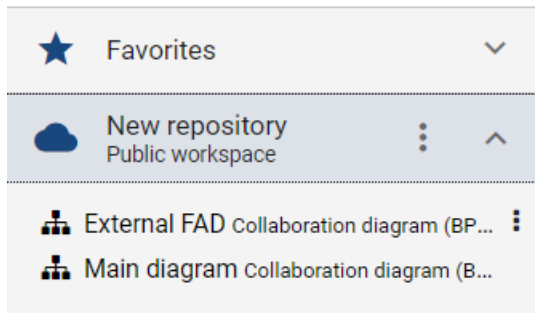 Favorites
New repository
Public workspace
External FAD Collaboration diagram (BP...
Main diagram Collaboration diagram (B...